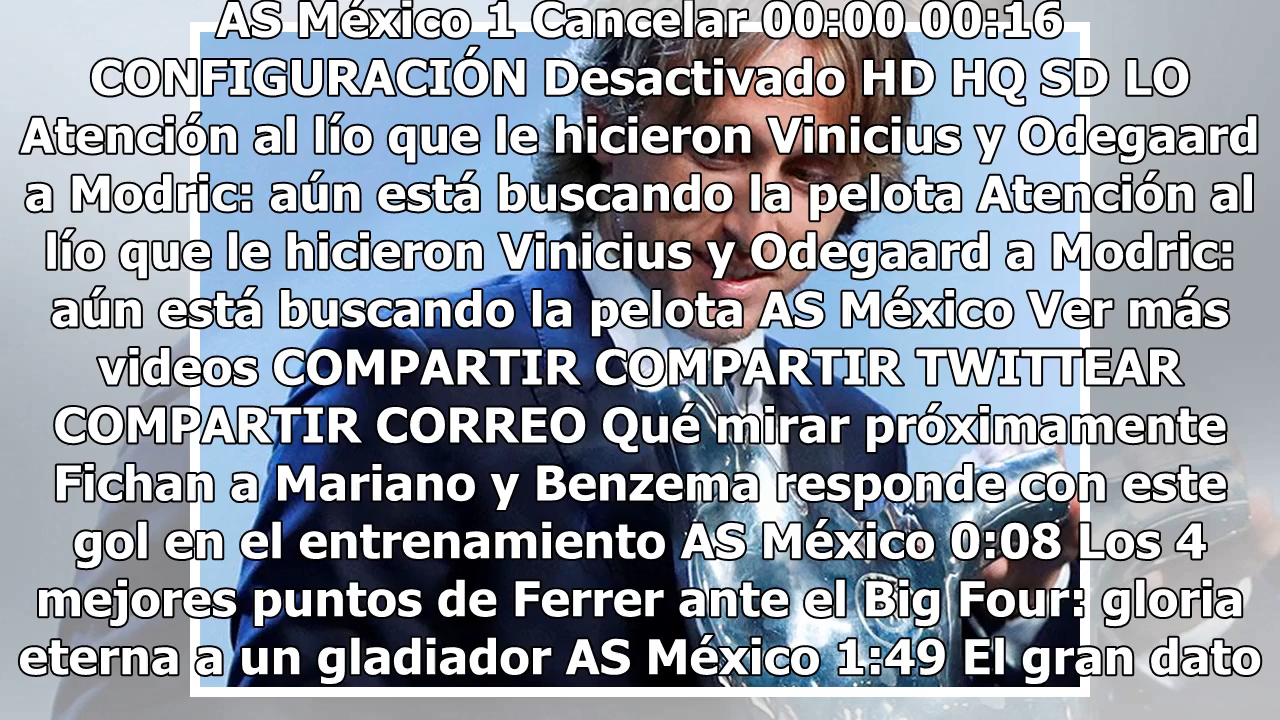 AS México 1 Cancelar 00:00 00:16
CONFIGURACIÓN Desactivado HD HQ SD LO
Atención al lío que le hicieron Vinicius y Odegaard
a Modric: aún está buscando la pelota Atención al
lío que le hicieron Vinicius y Odegaard a Modric:
aún está buscando la pelota AS México Ver más
videos COMPARTIR COMPARTIR TWITTEAR
COMPARTIR CORREO Qué mirar próximamente
Fichan a Mariano y Benzema responde con este
gol en el entrenamiento AS México 0:08 Los 4
mejores puntos de Ferrer ante el Big Four: gloria
eterna a un gladiador AS México 1:49 El gran dato